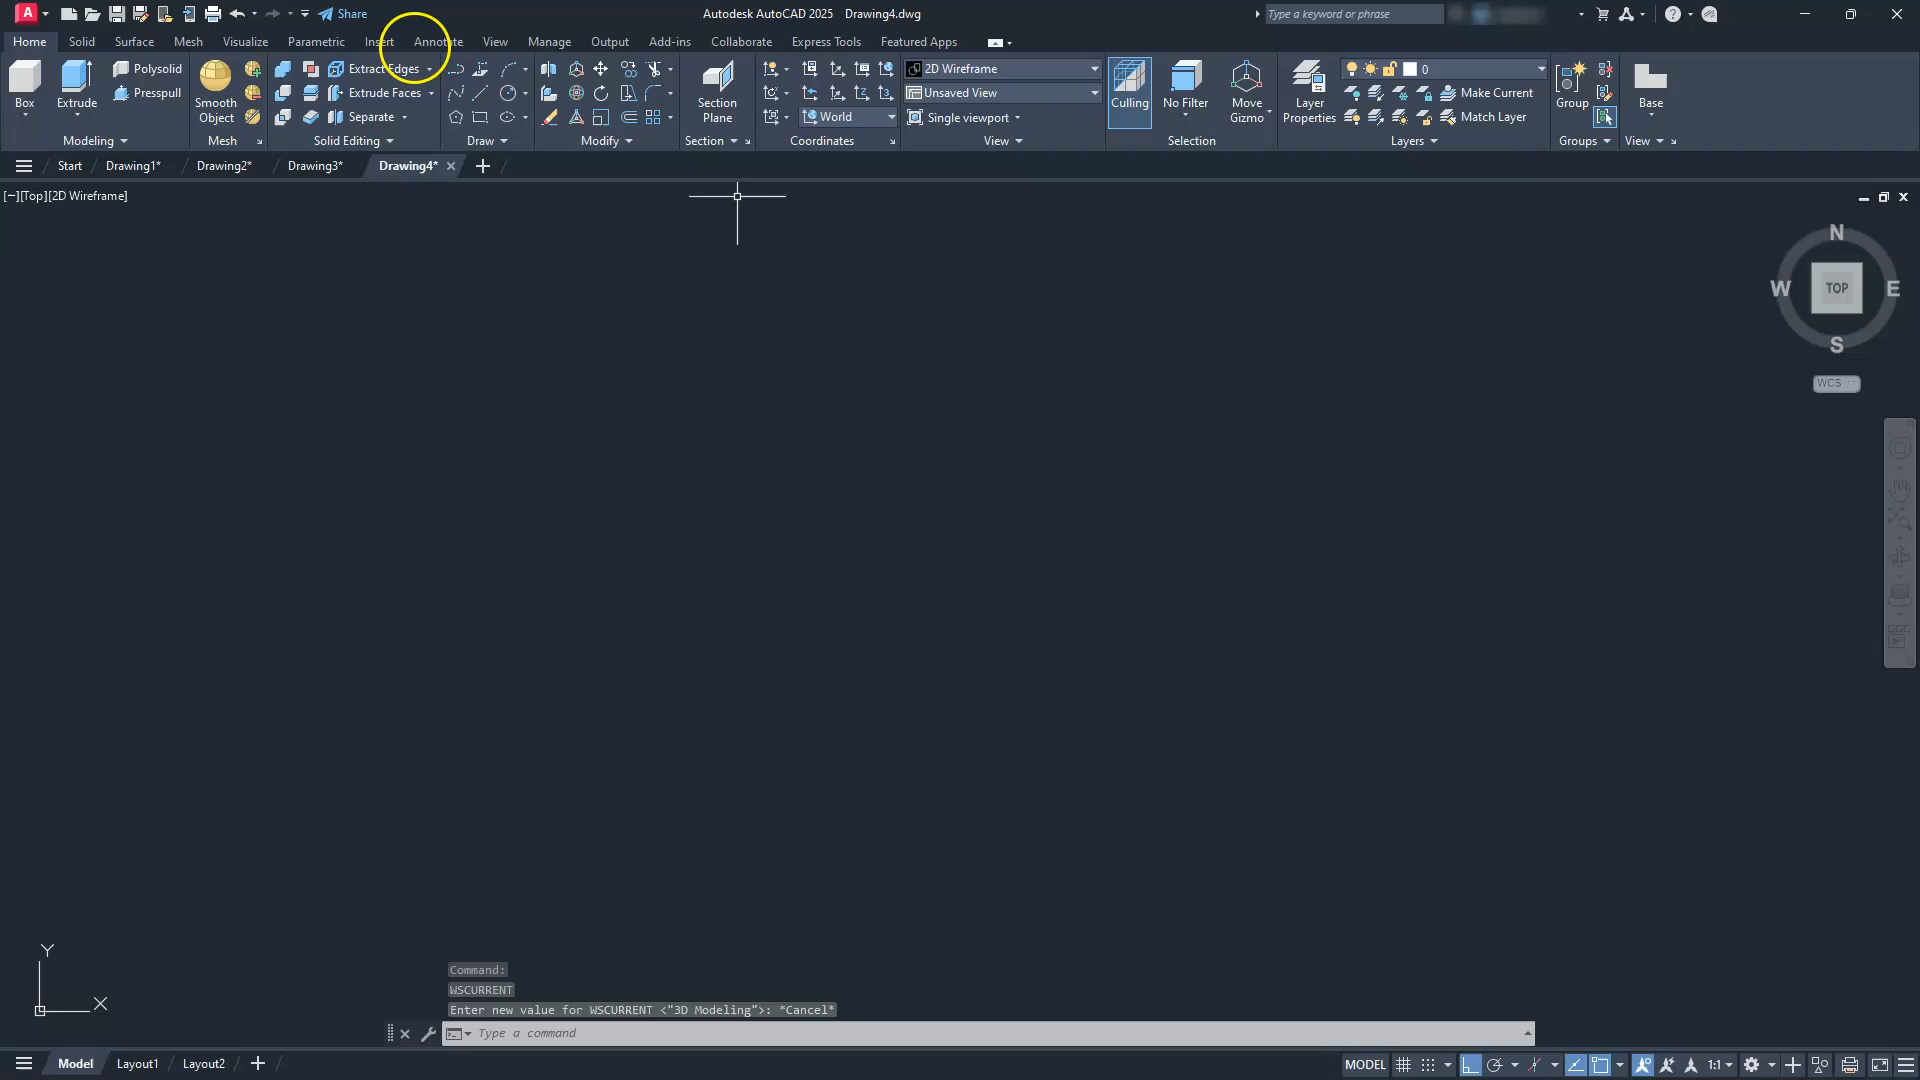 A Share Autodesk AutoCAD 2025 Drawing4.dwg Type a keyword or phrase
Home Solid Surface Mesh Visualize Parametric Insert Annotate View Manage Output Add-ins Collaborate Express Tools Featured Apps
Polysolid Extract Edges 2D Wireframe 0
Presspull Extrude Faces Unsaved View Make Current
Box Extrude Smooth Object Section Plane Culling No Filter Move Gizmo Layer Properties Group Base
Separate World Single viewport Match Layer
Modeling Mesh Solid Editing Draw Modify Section Coordinates View Selection Layers Groups View
Start Drawing1* Drawing2* Drawing3* Drawing4*
[−][Top][2D Wireframe]
N
W TOP E
S
WCS
Y
X
Command:
WSCURRENT
Enter new value for WSCURRENT <"3D Modeling">: *Cancel*
Type a command
Model Layout1 Layout2 MODEL 1:1